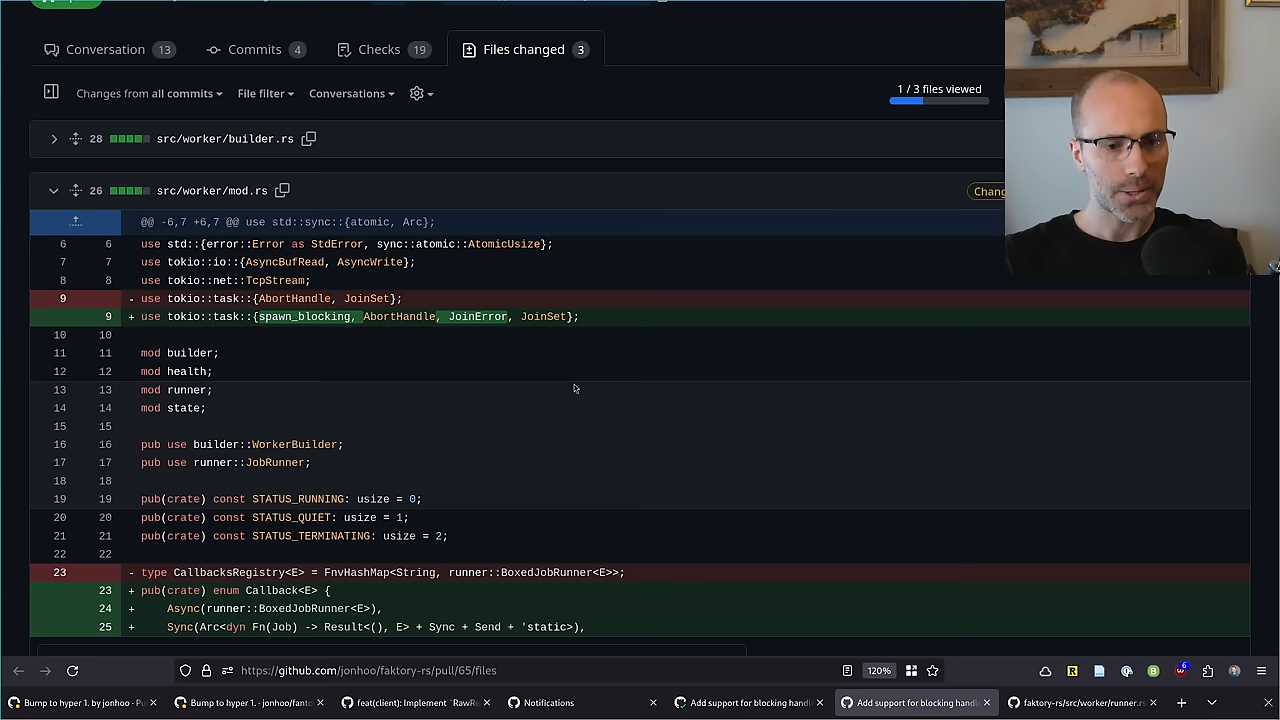 Conversation 13 Commits 4 Checks 19 Files changed 3
Changes from all commits File filter Conversations 1 / 3 files viewed
28 src/worker/builder.rs
26 src/worker/mod.rs
@@ -6,7 +6,7 @@ use std::sync::{atomic, Arc};
6 6 use std::{error::Error as StdError, sync::atomic::AtomicUsize};
7 7 use tokio::io::{AsyncBufRead, AsyncWrite};
8 8 use tokio::net::TcpStream;
9 - use tokio::task::{AbortHandle, JoinSet};
9 + use tokio::task::{spawn_blocking, AbortHandle, JoinError, JoinSet};
10 10
11 11 mod builder;
12 12 mod health;
13 13 mod runner;
14 14 mod state;
15 15
16 16 pub use builder::WorkerBuilder;
17 17 pub use runner::JobRunner;
18 18
19 19 pub(crate) const STATUS_RUNNING: usize = 0;
20 20 pub(crate) const STATUS_QUIET: usize = 1;
21 21 pub(crate) const STATUS_TERMINATING: usize = 2;
22 22
23 - type CallbacksRegistry<E> = FnvHashMap<String, runner::BoxedJobRunner<E>>;
23 + pub(crate) enum Callback<E> {
24 + Async(runner::BoxedJobRunner<E>),
25 + Sync(Arc<dyn Fn(Job) -> Result<(), E> + Sync + Send + 'static>),
https://github.com/jonhoo/faktory-rs/pull/65/files 120% 6
Bump to hyper 1. by jonhoo · Pu Bump to hyper 1. · jonhoo/fanto feat(client): Implement `RawRe Notifications Add support for blocking handle Add support for blocking handle faktory-rs/src/worker/runner.rs